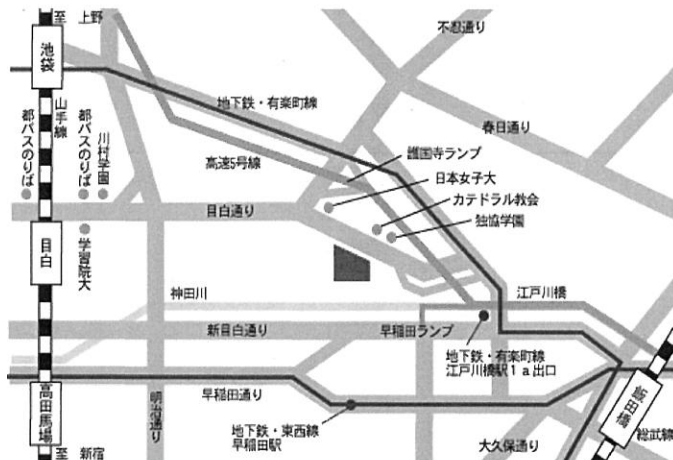 至 上野
不忍通り
池袋
地下鉄・有楽町線
山手線
都バスのりば
都バスのりば
川村学園
春日通り
高速5号線
護国寺ランプ
日本女子大
カテドラル教会
独協学園
目白通り
目白
学習院大
神田川
江戸川橋
新目白通り
早稲田ランプ
地下鉄・有楽町線
江戸川橋駅1a出口
高田馬場
早稲田通り
明治通り
飯田橋
地下鉄・東西線
早稲田駅
大久保通り
総武線
至 新宿